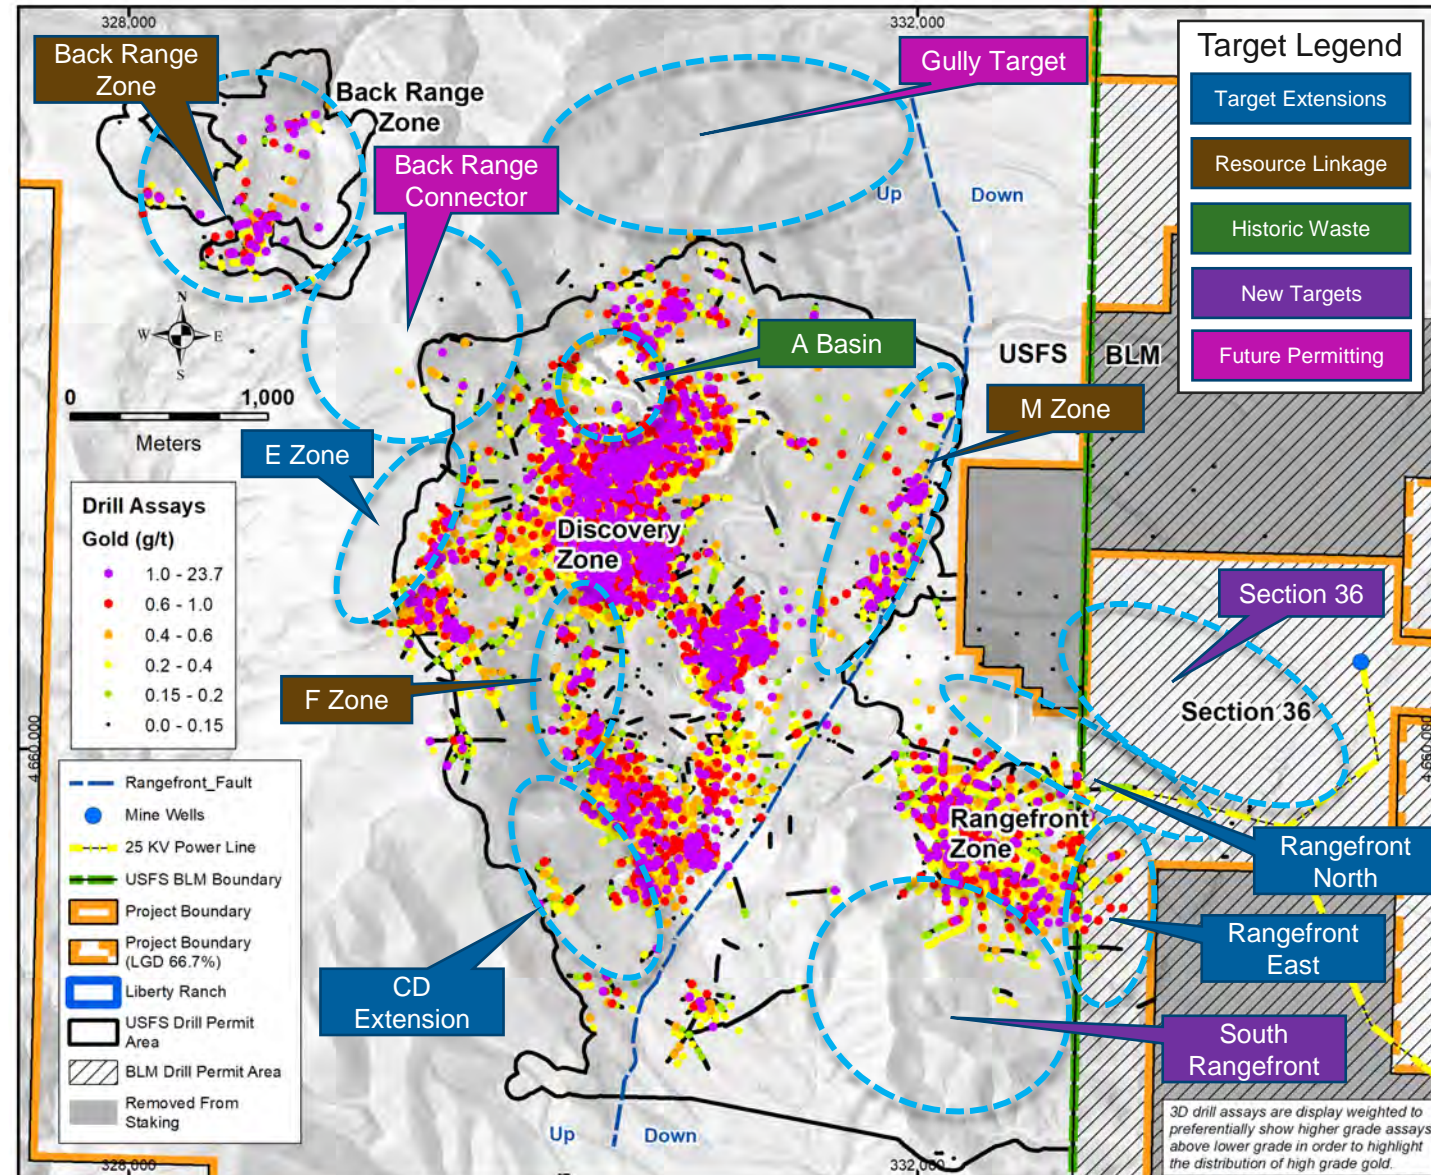 328,000
332,000
Back Range
Zone
Back Range
Zone
Gully Target
Back Range
Connector
Up
Down
Target Legend
Target Extensions
Resource Linkage
Historic Waste
New Targets
Future Permitting
N
W
E
S
0
1,000
Meters
A Basin
USFS
BLM
M Zone
E Zone
Drill Assays
Gold (g/t)
1.0 - 23.7
0.6 - 1.0
0.4 - 0.6
0.2 - 0.4
0.15 - 0.2
0.0 - 0.15
Discovery
Zone
Section 36
Section 36
F Zone
4,660,000
4,660,000
Rangefront_Fault
Mine Wells
25 KV Power Line
USFS BLM Boundary
Project Boundary
Project Boundary
(LGD 66.7%)
Liberty Ranch
USFS Drill Permit
Area
BLM Drill Permit Area
Removed From
Staking
Rangefront
Zone
Rangefront
North
Rangefront
East
CD
Extension
South
Rangefront
Up
Down
3D drill assays are display weighted to
preferentially show higher grade assays
above lower grade in order to highlight
the distribution of high grade gold.
328,000
332,000